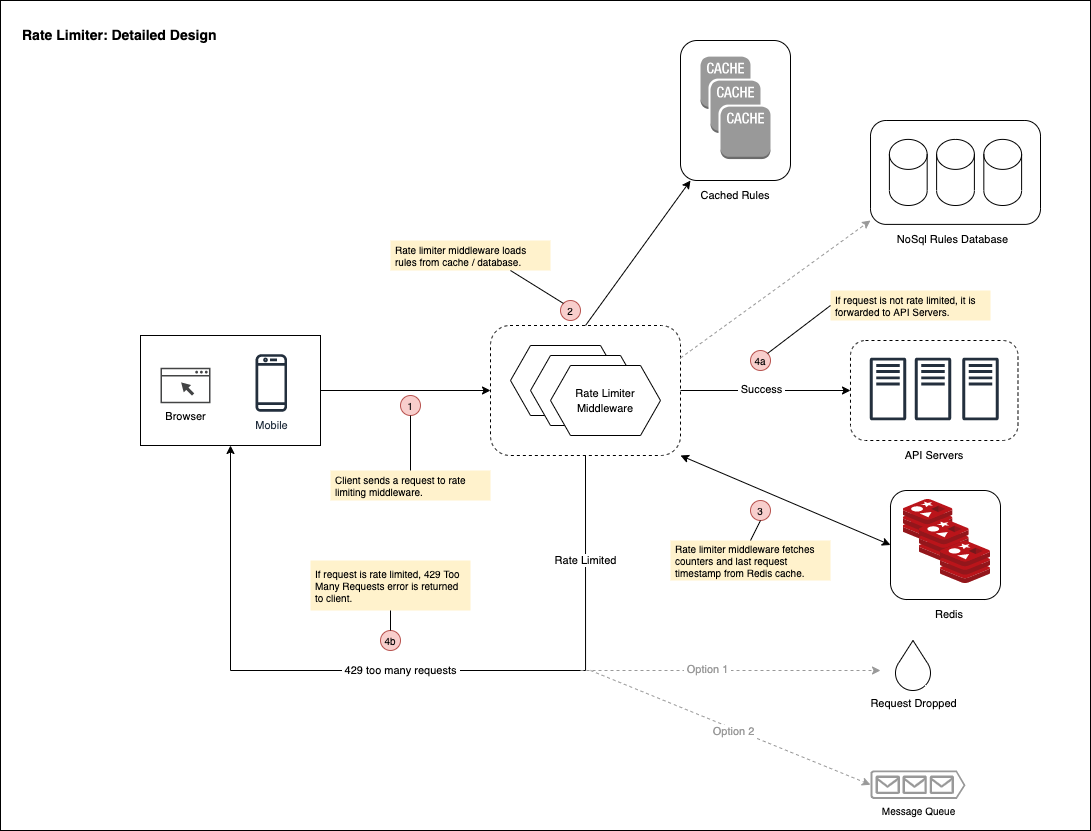 Rate Limiter: Detailed Design
CACHE
CACHE
CACHE
Cached Rules
NoSql Rules Database
Rate limiter middleware loads
rules from cache / database.
2
If request is not rate limited, it is
forwarded to API Servers.
4a
Browser
Mobile
1
Rate Limiter
Middleware
Success
API Servers
Client sends a request to rate
limiting middleware.
3
Rate limiter middleware fetches
counters and last request
timestamp from Redis cache.
Redis
Rate Limited
If request is rate limited, 429 Too
Many Requests error is returned
to client.
4b
429 too many requests
Option 1
Request Dropped
Option 2
Message Queue